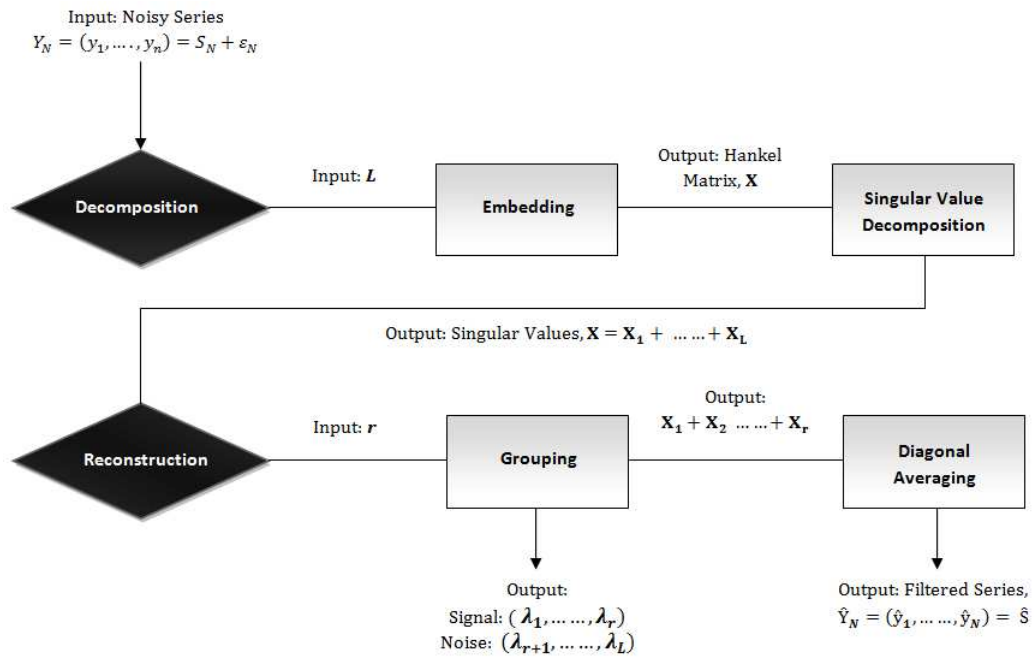 Input: Noisy Series
Y_N = (y_1, …., y_n) = S_N + ε_N
Decomposition
Input: L
Embedding
Output: Hankel
Matrix, X
Singular Value
Decomposition
Output: Singular Values, X = X_1 + … … + X_L
Reconstruction
Input: r
Grouping
Output:
X_1 + X_2 … … + X_r
Diagonal
Averaging
Output:
Signal: (λ_1, … … , λ_r)
Noise: (λ_{r+1}, … … , λ_L)
Output: Filtered Series,
Ŷ_N = (ŷ_1, … … , ŷ_N) = Ŝ